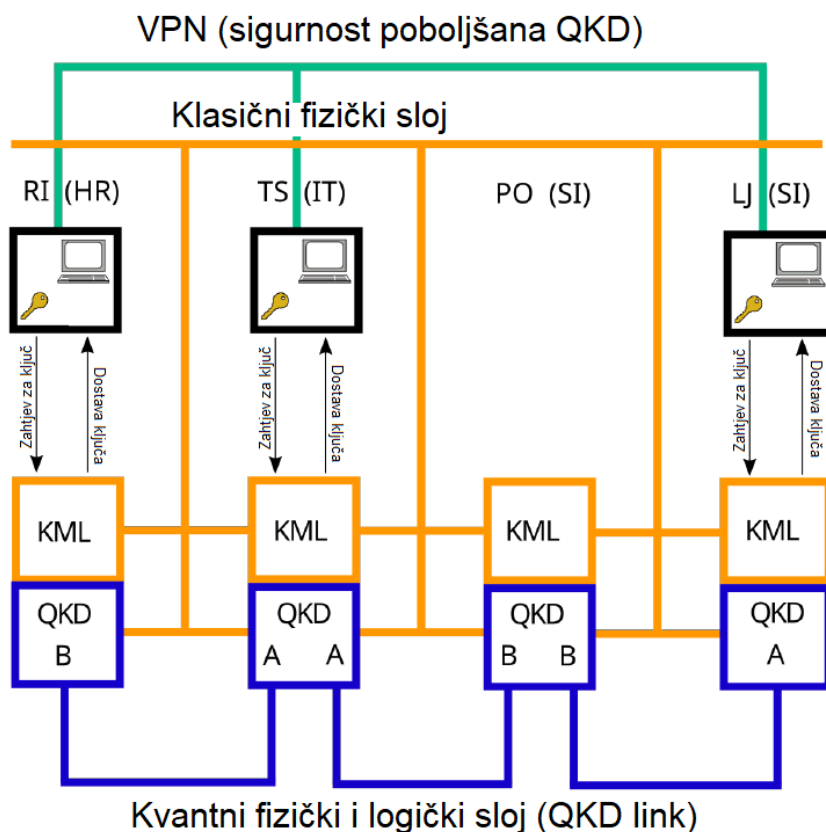 VPN (sigurnost poboljšana QKD)
Klasični fizički sloj
RI (HR)
TS (IT)
PO (SI)
LJ (SI)
Zahtjev za ključ
Dostava ključa
Zahtjev za ključ
Dostava ključa
Zahtjev za ključ
Dostava ključa
KML
KML
KML
KML
QKD
B
QKD
A A
QKD
B B
QKD
A
Kvantni fizički i logički sloj (QKD link)